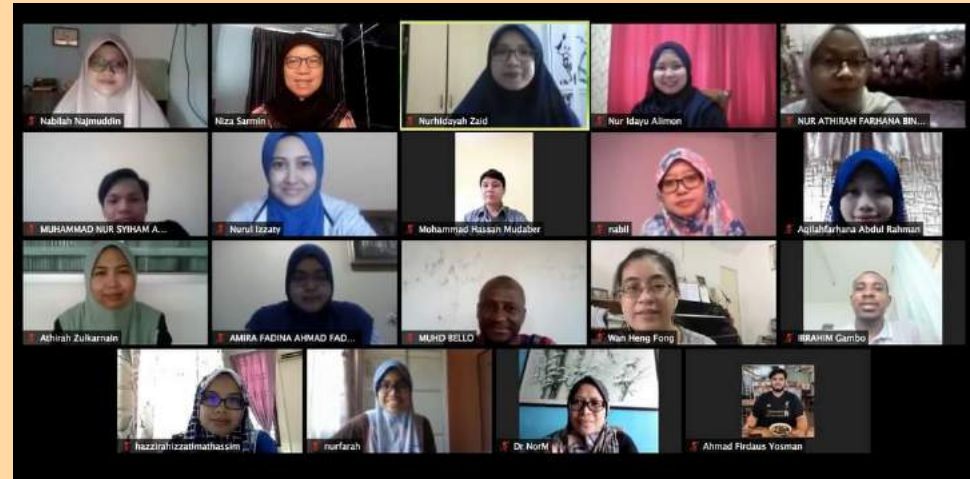 Nabilah Najmuddin
Niza Sarmin
Nurhidayah Zaid
Nur Idayu Alimon
NUR ATHIRAH FARHANA BIN...
MUHAMMAD NUR SYIHAM A...
Nurul Izzaty
Mohammad Hassan Mudaber
nabil
Aqilahfarhana Abdul Rahman
Athirah Zulkarnain
AMIRA FADINA AHMAD FAD...
MUHD BELLO
Wan Heng Fong
IBRAHIM Gambo
hazzirahizzatimathassim
nurfarah
Dr NorM
Ahmad Firdaus Yosman